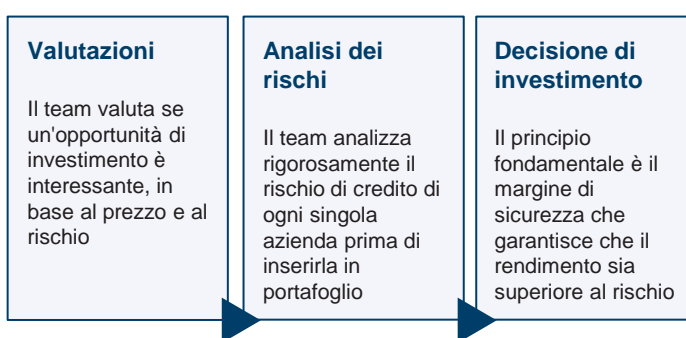 Valutazioni
Il team valuta se
un'opportunità di
investimento è
interessante, in
base al prezzo e al
rischio
Analisi dei
rischi
Il team analizza
rigorosamente il
rischio di credito di
ogni singola
azienda prima di
inserirla in
portafoglio
Decisione di
investimento
Il principio
fondamentale è il
margine di
sicurezza che
garantisce che il
rendimento sia
superiore al rischio